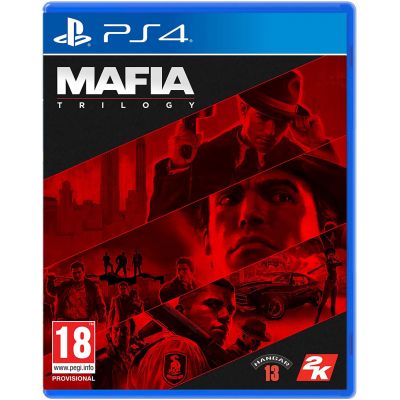 PS4
MAFIA
TRILOGY
18
www.pegi.info
PROVISIONAL
HANGAR
13
2K